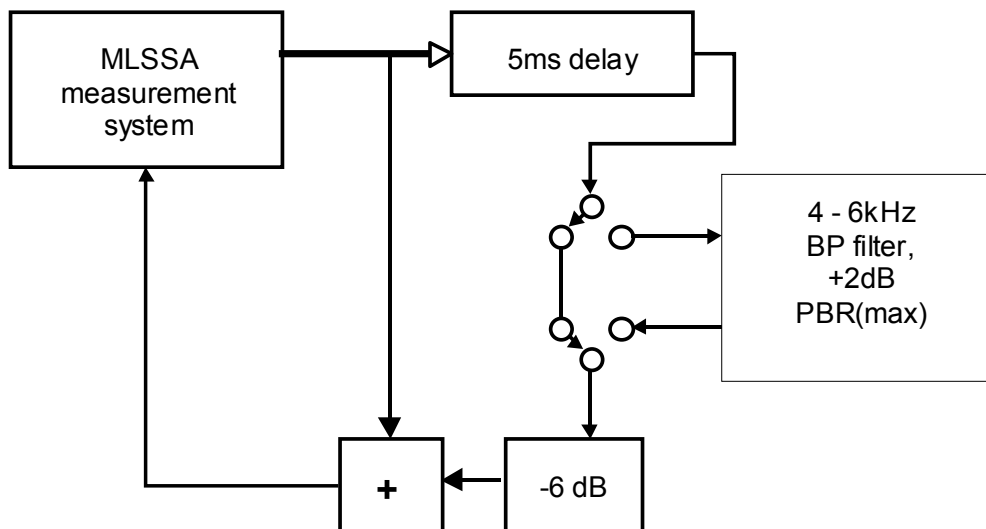 MLSSA
measurement
system
5ms delay
4 - 6kHz
BP filter,
+2dB
PBR(max)
+
-6 dB